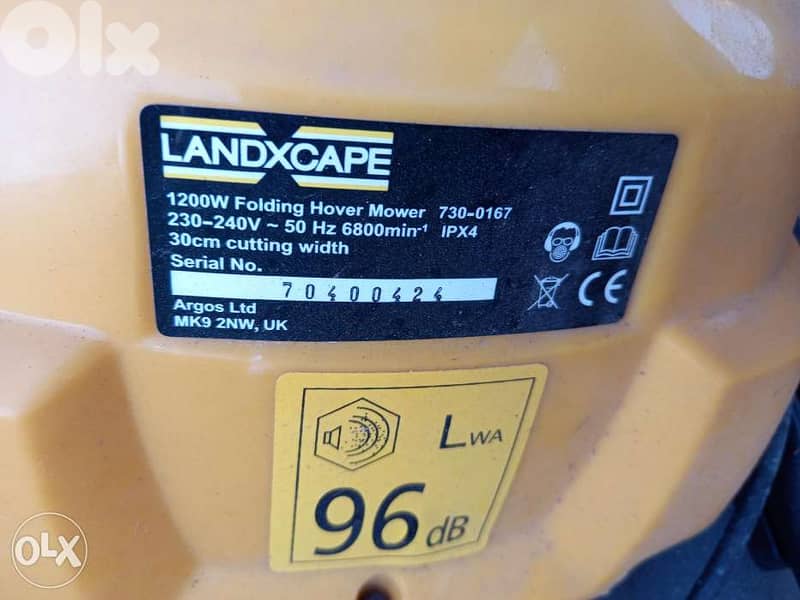 OLX
LANDXCAPE
1200W Folding Hover Mower 730-0167
230-240V ~ 50 Hz 6800min-1 IPX4
30cm cutting width
Serial No.
70400424
Argos Ltd
MK9 2NW, UK
CE
LWA
96 dB
OLX